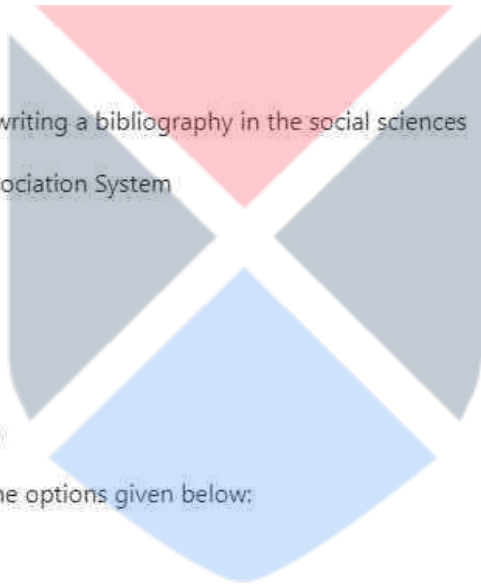 writing a bibliography in the social sciences
ociation System
ne options given below: